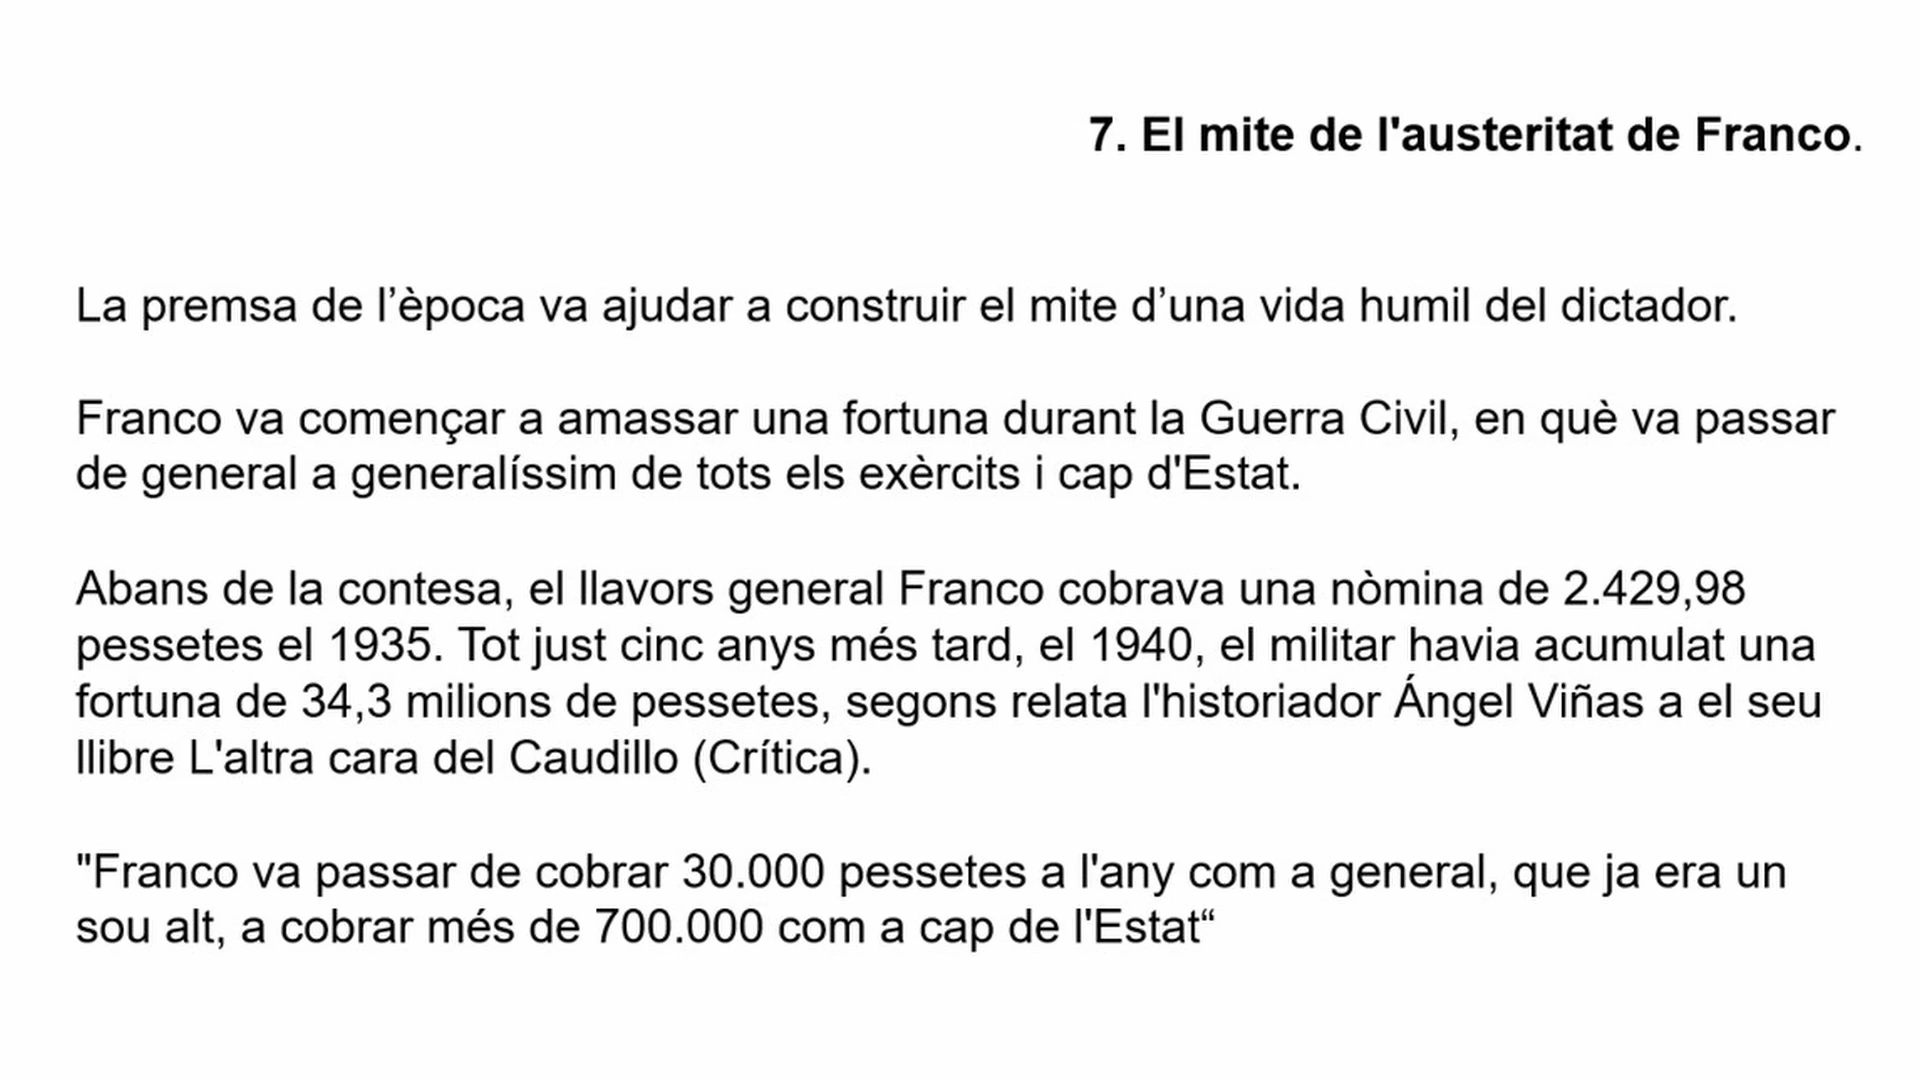 7. El mite de l'austeritat de Franco.
La premsa de l’època va ajudar a construir el mite d’una vida humil del dictador.
Franco va començar a amassar una fortuna durant la Guerra Civil, en què va passar
de general a generalíssim de tots els exèrcits i cap d'Estat.
Abans de la contesa, el llavors general Franco cobrava una nòmina de 2.429,98
pessetes el 1935. Tot just cinc anys més tard, el 1940, el militar havia acumulat una
fortuna de 34,3 milions de pessetes, segons relata l'historiador Ángel Viñas a el seu
llibre L'altra cara del Caudillo (Crítica).
"Franco va passar de cobrar 30.000 pessetes a l'any com a general, que ja era un
sou alt, a cobrar més de 700.000 com a cap de l'Estat“